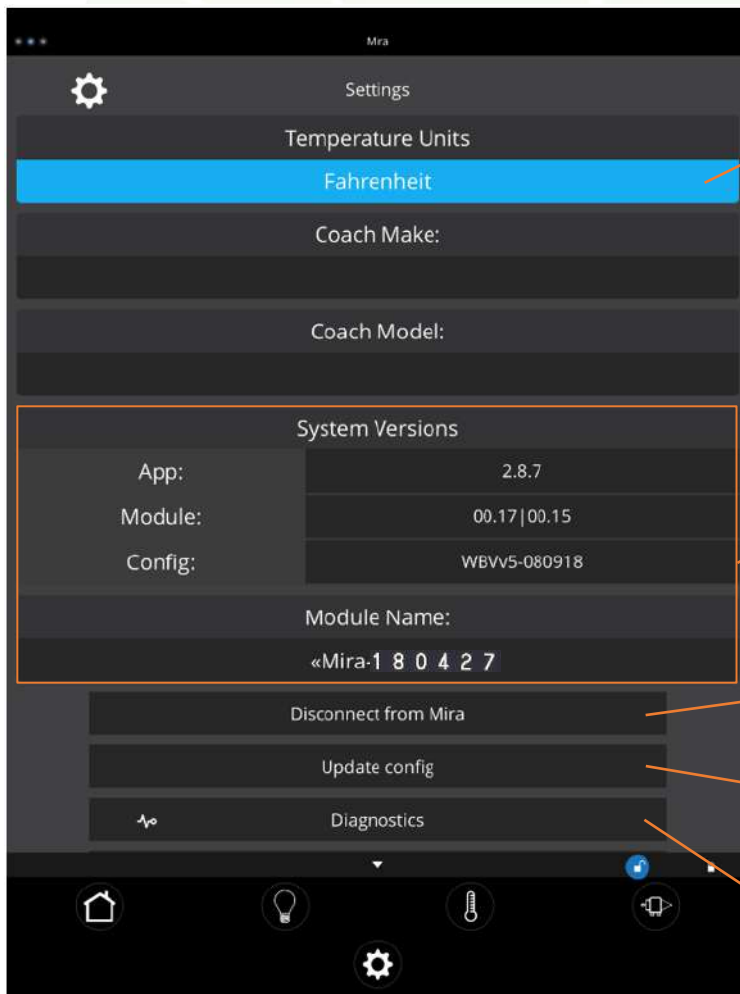 Mira
Settings
Temperature Units
Fahrenheit
Coach Make:
Coach Model:
System Versions
App: 2.8.7
Module: 00.17|00.15
Config: WBVv5-080918
Module Name:
«Mira-180427
Disconnect from Mira
Update config
Diagnostics